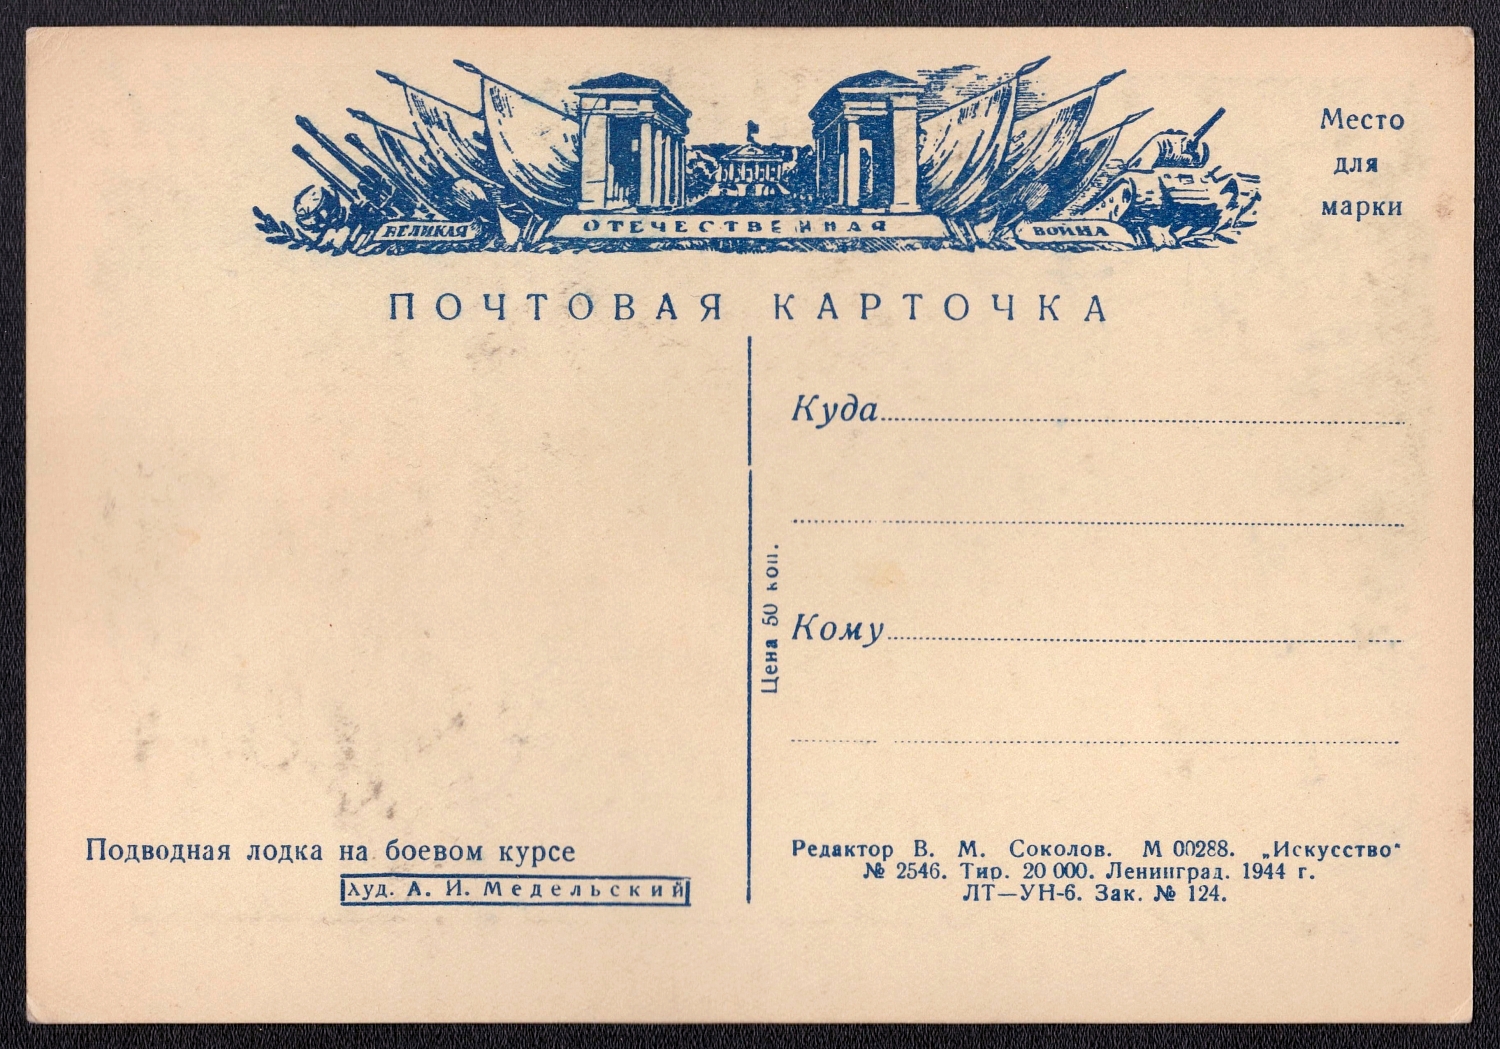 ВЕЛИКАЯ ОТЕЧЕСТВЕННАЯ ВОЙНА
Место
для
марки
ПОЧТОВАЯ КАРТОЧКА
Куда
Цена 50 коп.
Кому
Подводная лодка на боевом курсе
Худ. А. И. Медельский
Редактор В. М. Соколов. М 00288. „Искусство“
№ 2546. Тир. 20 000. Ленинград. 1944 г.
ЛТ—УН-6. Зак. № 124.